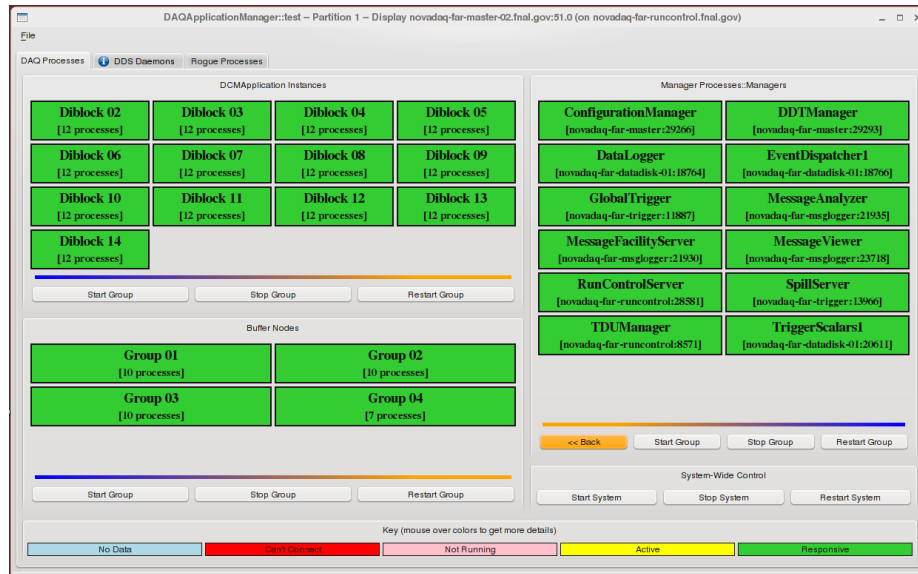 DAQApplicationManager::test – Partition 1 – Display novadaq-far-master-02.fnal.gov:51.0 (on novadaq-far-runcontrol.fnal.gov)
File
DAQ Processes
DDS Daemons
Rogue Processes
DCMApplication Instances
Diblock 02
[12 processes]
Diblock 03
[12 processes]
Diblock 04
[12 processes]
Diblock 05
[12 processes]
Diblock 06
[12 processes]
Diblock 07
[12 processes]
Diblock 08
[12 processes]
Diblock 09
[12 processes]
Diblock 10
[12 processes]
Diblock 11
[12 processes]
Diblock 12
[12 processes]
Diblock 13
[12 processes]
Diblock 14
[12 processes]
Start Group
Stop Group
Restart Group
Buffer Nodes
Group 01
[10 processes]
Group 02
[10 processes]
Group 03
[10 processes]
Group 04
[7 processes]
Start Group
Stop Group
Restart Group
Manager Processes::Managers
ConfigurationManager
[novadaq-far-master:29266]
DDTManager
[novadaq-far-master:29293]
DataLogger
[novadaq-far-datadisk-01:18764]
EventDispatcher1
[novadaq-far-datadisk-01:18766]
GlobalTrigger
[novadaq-far-trigger:11887]
MessageAnalyzer
[novadaq-far-msglogger:21935]
MessageFacilityServer
[novadaq-far-msglogger:21930]
MessageViewer
[novadaq-far-msglogger:23718]
RunControlServer
[novadaq-far-runcontrol:28581]
SpillServer
[novadaq-far-trigger:13966]
TDUManager
[novadaq-far-runcontrol:8571]
TriggerScalars1
[novadaq-far-datadisk-01:20611]
<< Back
Start Group
Stop Group
Restart Group
System-Wide Control
Start System
Stop System
Restart System
Key (mouse over colors to get more details)
No Data
Can't Connect
Not Running
Active
Responsive